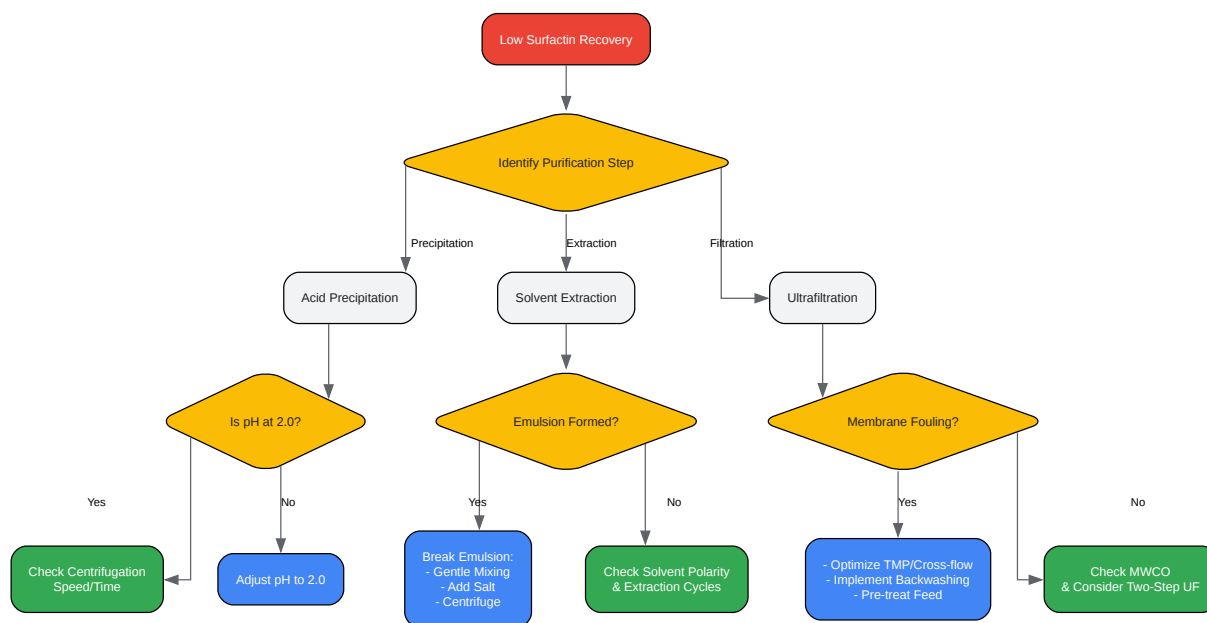 Low Surfactin Recovery
Identify Purification Step
Precipitation
Extraction
Filtration
Acid Precipitation
Solvent Extraction
Ultrafiltration
Is pH at 2.0?
Emulsion Formed?
Membrane Fouling?
Yes
No
Yes
No
Yes
No
Check Centrifugation
Speed/Time
Adjust pH to 2.0
Break Emulsion:
- Gentle Mixing
- Add Salt
- Centrifuge
Check Solvent Polarity
& Extraction Cycles
- Optimize TMP/Cross-flow
- Implement Backwashing
- Pre-treat Feed
Check MWCO
& Consider Two-Step UF